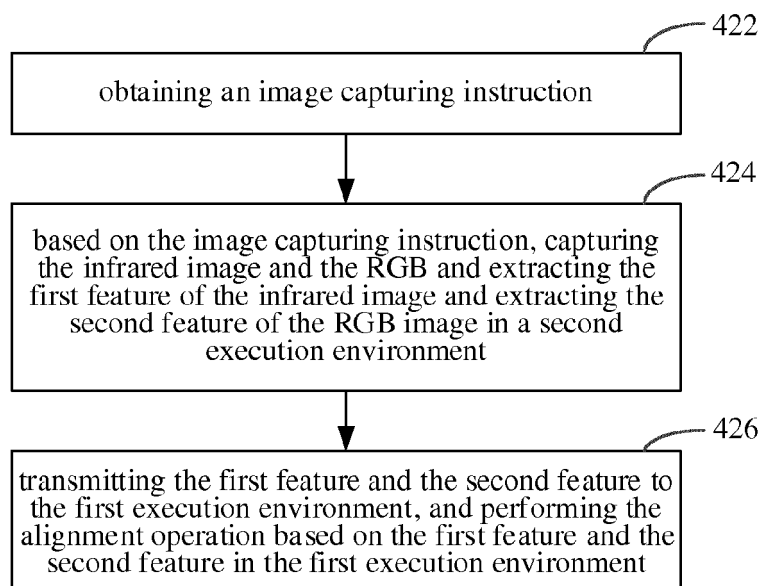 422
obtaining an image capturing instruction
424
based on the image capturing instruction, capturing
the infrared image and the RGB and extracting the
first feature of the infrared image and extracting the
second feature of the RGB image in a second
execution environment
426
transmitting the first feature and the second feature to
the first execution environment, and performing the
alignment operation based on the first feature and the
second feature in the first execution environment